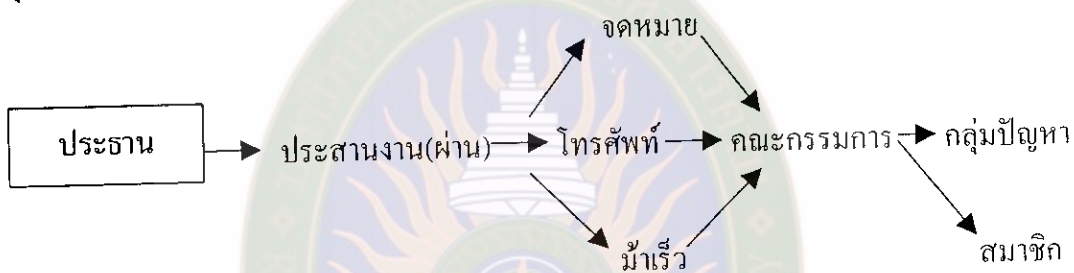 จดหมาย
ประธาน
ประสานงาน(ผ่าน)
โทรศัพท์
คณะกรรมการ
กลุ่มปัญหา
ม้าเร็ว
สมาชิก